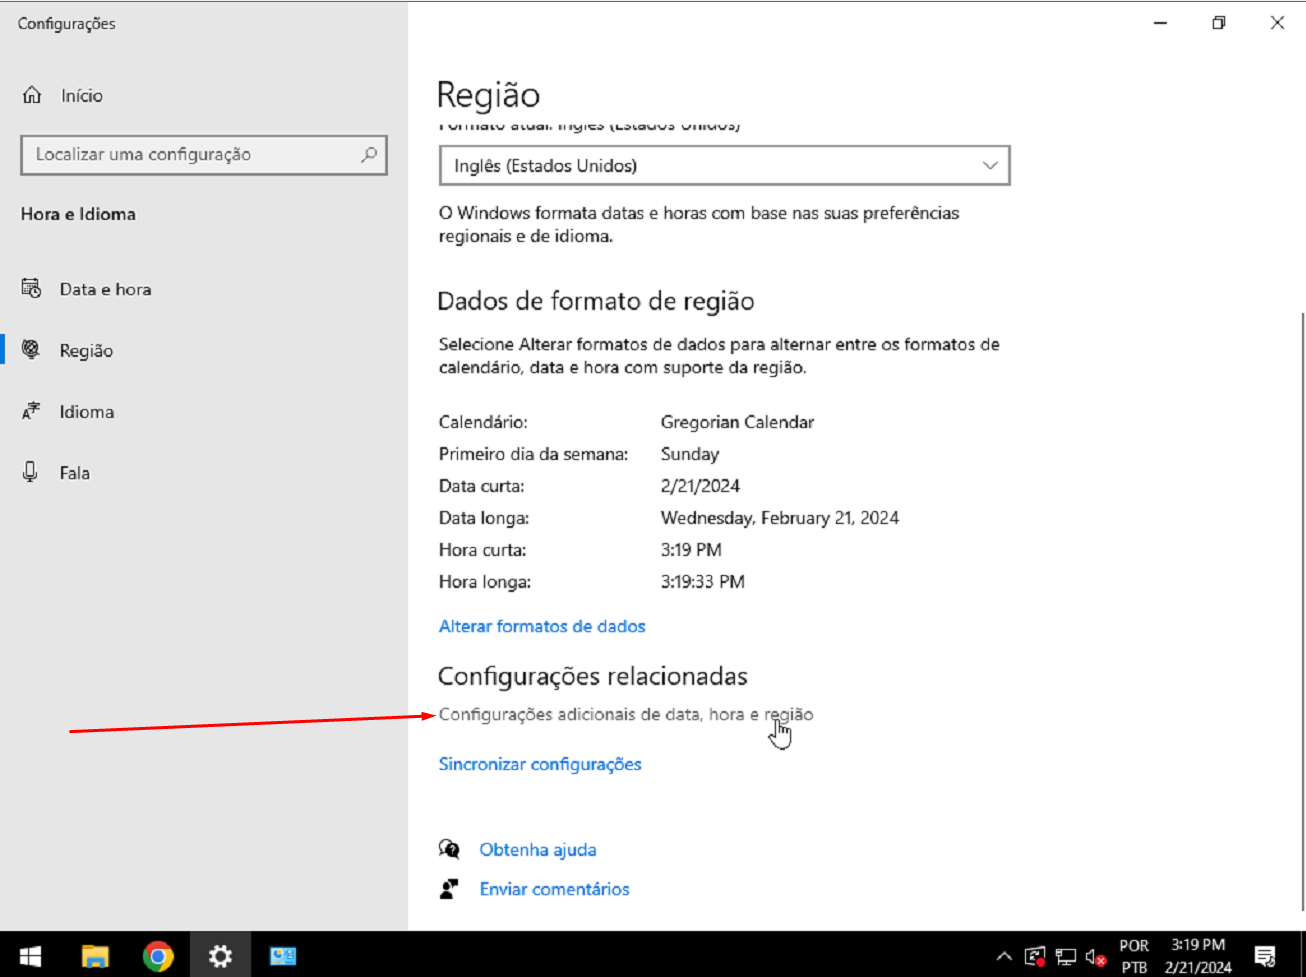 Configurações
Início
Localizar uma configuração
Hora e Idioma
Data e hora
Região
Idioma
Fala
Região
Formato atual: Inglês (Estados Unidos)
Inglês (Estados Unidos)
O Windows formata datas e horas com base nas suas preferências
regionais e de idioma.
Dados de formato de região
Selecione Alterar formatos de dados para alternar entre os formatos de
calendário, data e hora com suporte da região.
Calendário: Gregorian Calendar
Primeiro dia da semana: Sunday
Data curta: 2/21/2024
Data longa: Wednesday, February 21, 2024
Hora curta: 3:19 PM
Hora longa: 3:19:33 PM
Alterar formatos de dados
Configurações relacionadas
Configurações adicionais de data, hora e região
Sincronizar configurações
Obtenha ajuda
Enviar comentários
POR 3:19 PM
PTB 2/21/2024